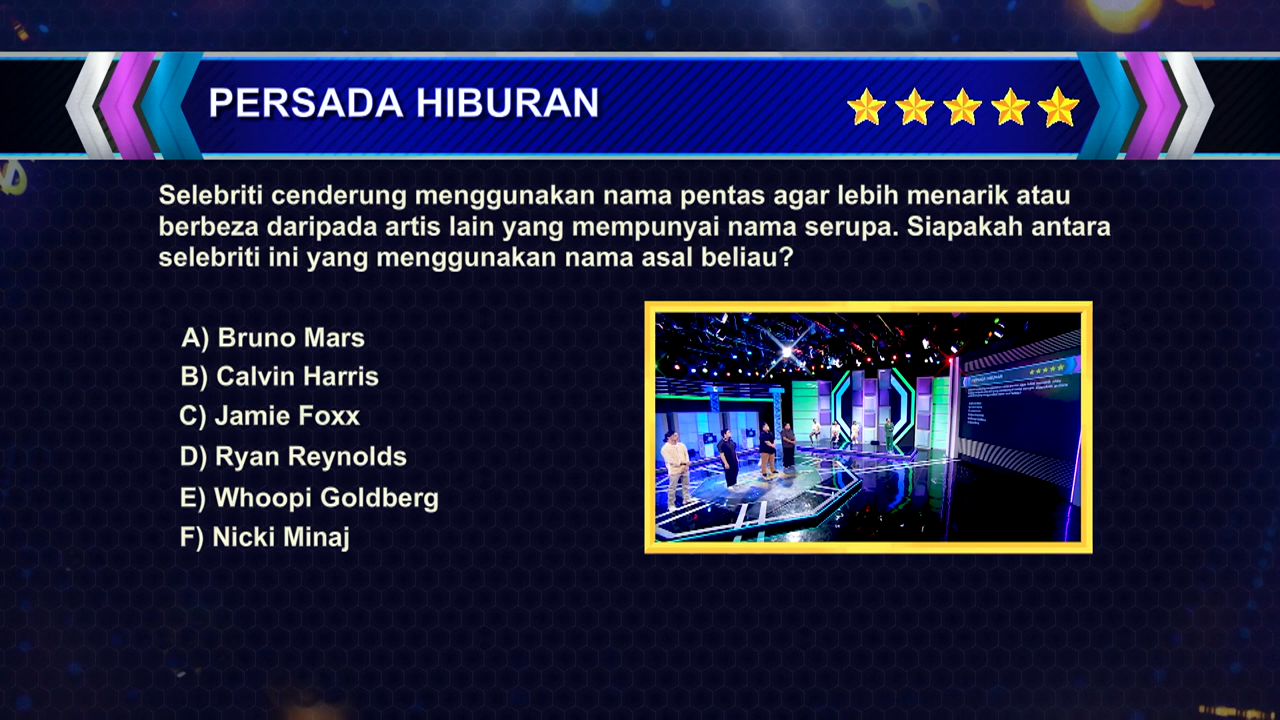 PERSADA HIBURAN
Selebriti cenderung menggunakan nama pentas agar lebih menarik atau
berbeza daripada artis lain yang mempunyai nama serupa. Siapakah antara
selebriti ini yang menggunakan nama asal beliau?
A) Bruno Mars
B) Calvin Harris
C) Jamie Foxx
D) Ryan Reynolds
E) Whoopi Goldberg
F) Nicki Minaj